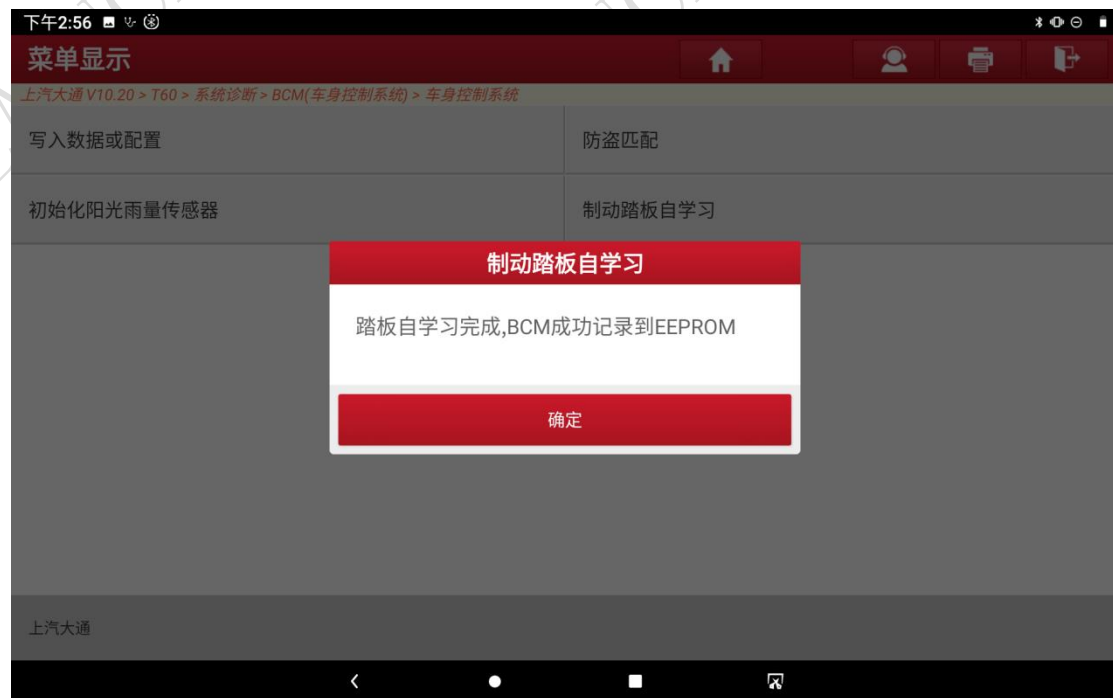 下午2:56
菜单显示
上汽大通 V10.20 > T60 > 系统诊断 > BCM(车身控制系统) > 车身控制系统
写入数据或配置
防盗匹配
初始化阳光雨量传感器
制动踏板自学习
制动踏板自学习
踏板自学习完成,BCM成功记录到EEPROM
确定
上汽大通